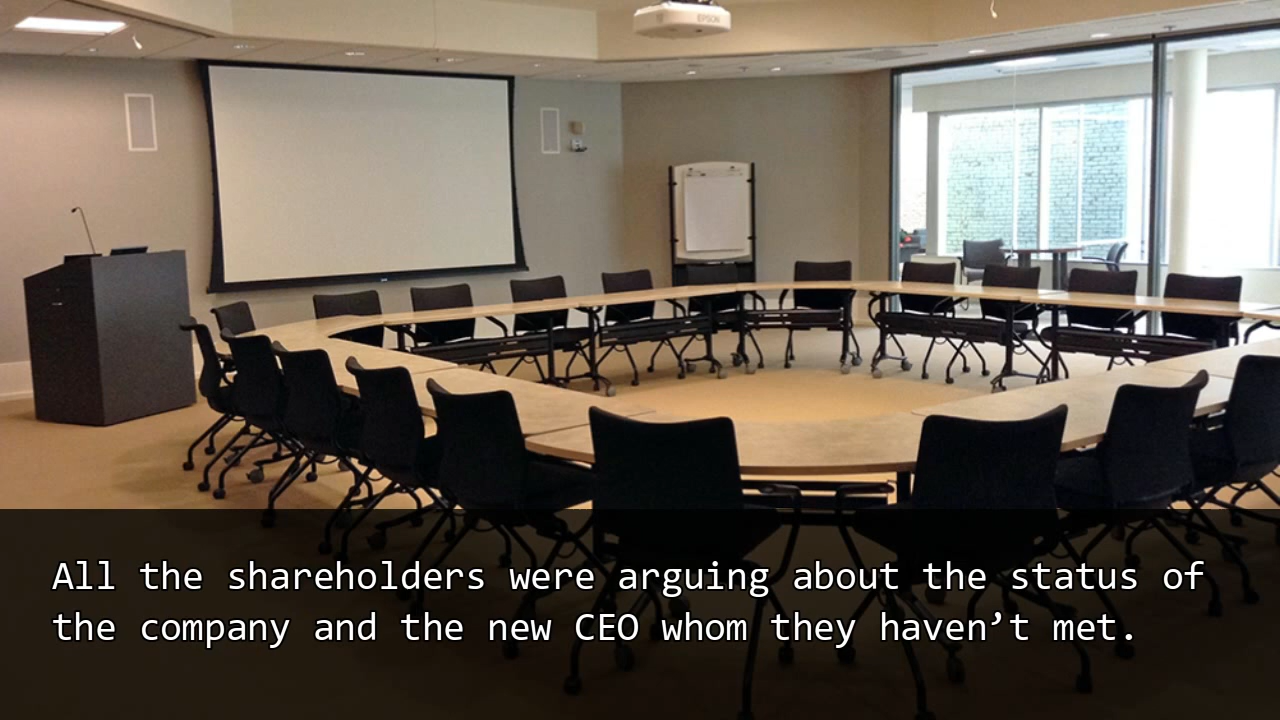 EPSON
All the shareholders were arguing about the status of
the company and the new CEO whom they haven’t met.